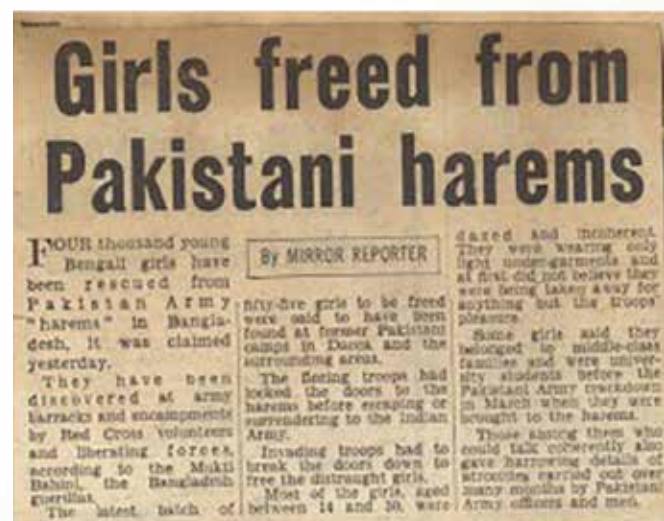 Girls freed from
Pakistani harems
By MIRROR REPORTER
FOUR thousand young
Bengali girls have
been rescued from
Pakistan Army
"harems" in Bangla-
desh, it was claimed
yesterday.
They have been
discovered at army
barracks and encampments
by Red Cross volunteers
and liberating forces,
according to the Mukti
Bahini, the Bangladesh
guerillas.
The latest batch of
fifty-five girls to be freed
were said to have been
found at former Pakistani
camps in Dacca and the
surrounding areas.
The fleeing troops had
locked the doors to the
harems before escaping or
surrendering to the Indian
Army.
Invading troops had to
break the doors down to
free the distraught girls.
Most of the girls, aged
between 14 and 30, were
dazed and incoherent.
They were wearing only
light under-garments and
at first did not believe they
were being taken away for
anything but the troops'
pleasure.
Some girls said they
belonged to middle-class
families and were univer-
sity students before the
Pakistani Army crackdown
in March when they were
brought to the harems.
Those among them who
could talk coherently also
gave harrowing details of
atrocities carried out over
many months by Pakistani
Army officers and men.